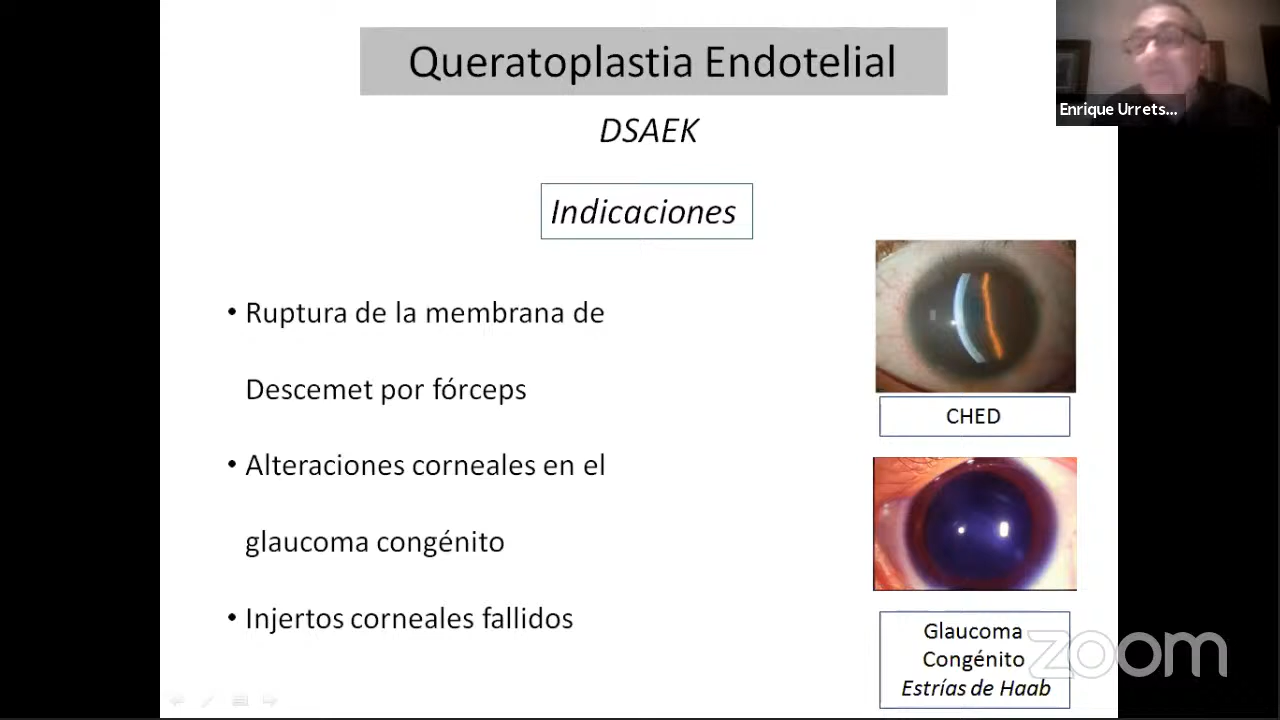 Queratoplastia Endotelial
Enrique Urrets...
DSAEK
Indicaciones
• Ruptura de la membrana de
Descemet por fórceps
• Alteraciones corneales en el
glaucoma congénito
• Injertos corneales fallidos
CHED
Glaucoma
Congénito
Estrías de Haab
zoom